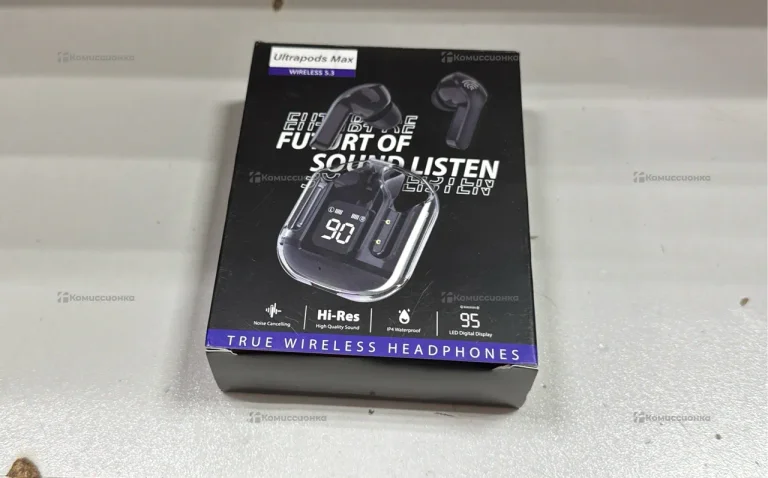 Ultrapods Max
WIRELESS 5.3
FUTURT OF
SOUND LISTEN
90
Noise Cancelling
Hi-Res
High Quality Sound
IP4 Waterproof
95
LED Digital Display
TRUE WIRELESS HEADPHONES
Комиссионка
Комиссионка
Комиссионка
Комиссионка
Комиссионка
Комиссионка
Комиссионка
Комиссионка
Комиссионка